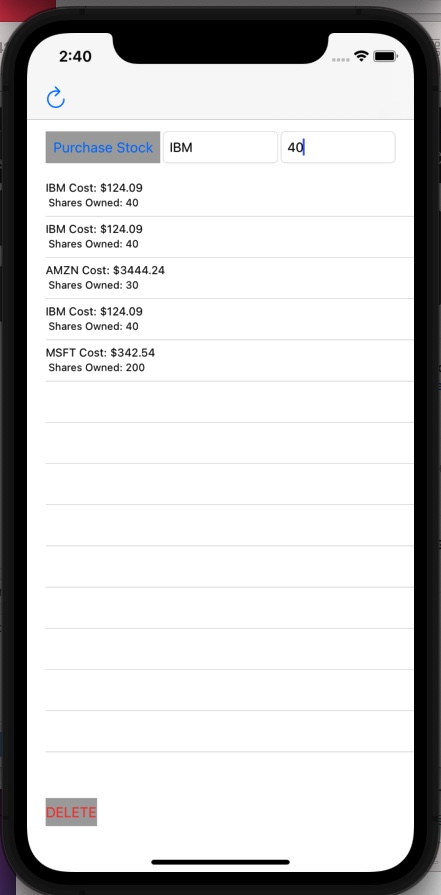 2:40
Purchase Stock IBM 40
IBM Cost: $124.09
Shares Owned: 40
IBM Cost: $124.09
Shares Owned: 40
AMZN Cost: $3444.24
Shares Owned: 30
IBM Cost: $124.09
Shares Owned: 40
MSFT Cost: $342.54
Shares Owned: 200
DELETE